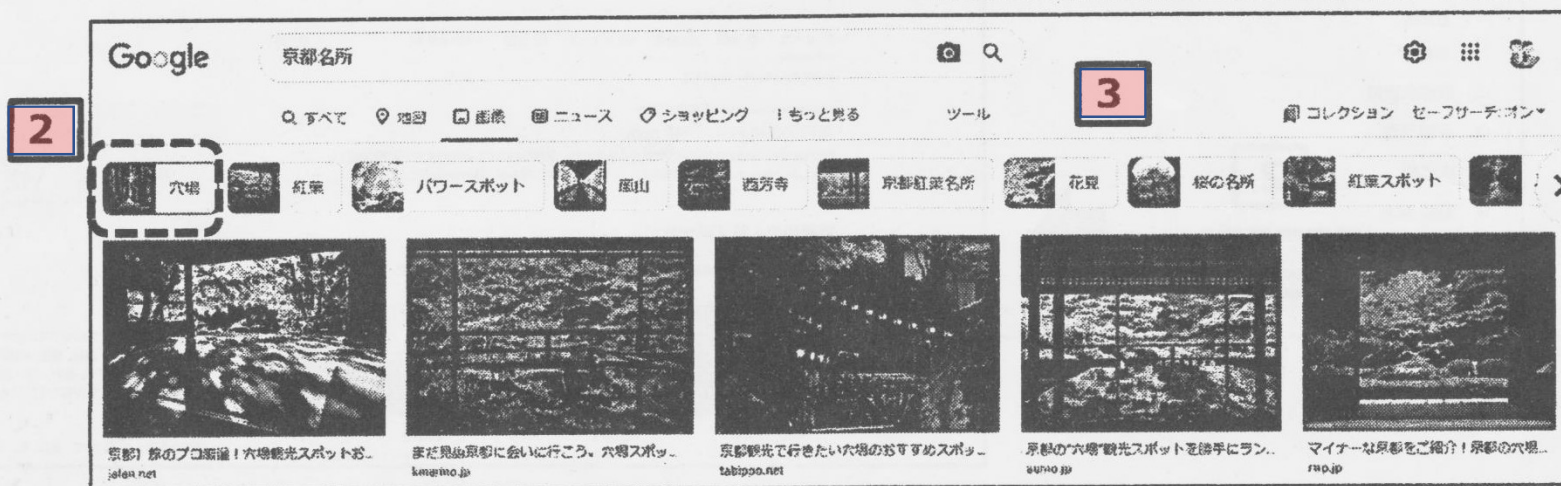 Google 京都名所
3
2
すべて 地図 画像 ニュース ショッピング もっと見る ツール コレクション セーフサーチ:オン
穴場 紅葉 パワースポット 嵐山 西芳寺 京都紅葉名所 花見 桜の名所 紅葉スポット
京都】旅のプロ厳選!穴場観光スポットお...
まだ見ぬ京都に会いに行こう。穴場スポッ...
京都観光で行きたい穴場のおすすめスポッ...
京都の“穴場”観光スポットを勝手にラン...
マイナーな京都をご紹介!京都の穴場...
jalan.net
kmarino.jp
tabippo.net
suumo.jp